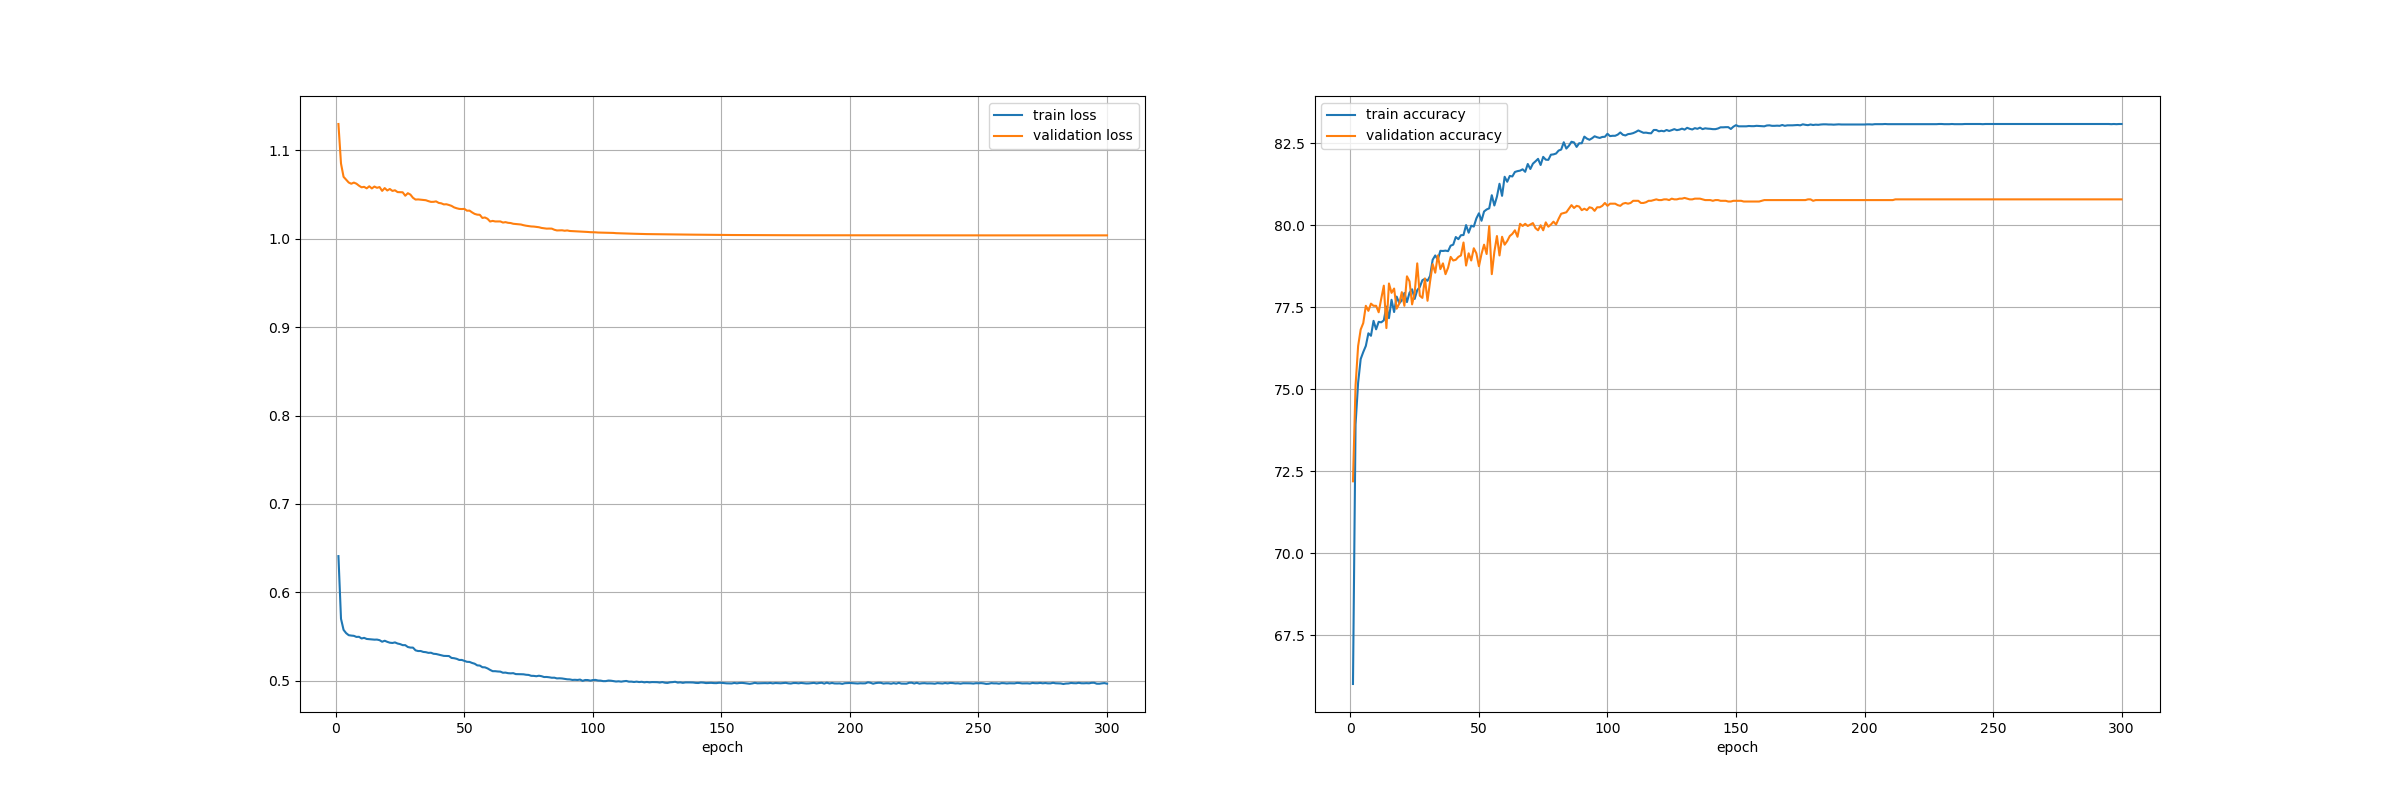 train loss
validation loss
1.1
1.0
0.9
0.8
0.7
0.6
0.5
0 50 100 150 200 250 300
epoch
train accuracy
validation accuracy
82.5
80.0
77.5
75.0
72.5
70.0
67.5
0 50 100 150 200 250 300
epoch